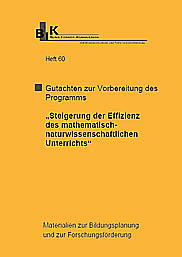 BLK
Heft 60
Gutachten zur Vorbereitung des
Programms
„Steigerung der Effizienz
des mathematisch-
naturwissenschaftlichen
Unterrichts“
Materialien zur Bildungsplanung
und zur Forschungsförderung